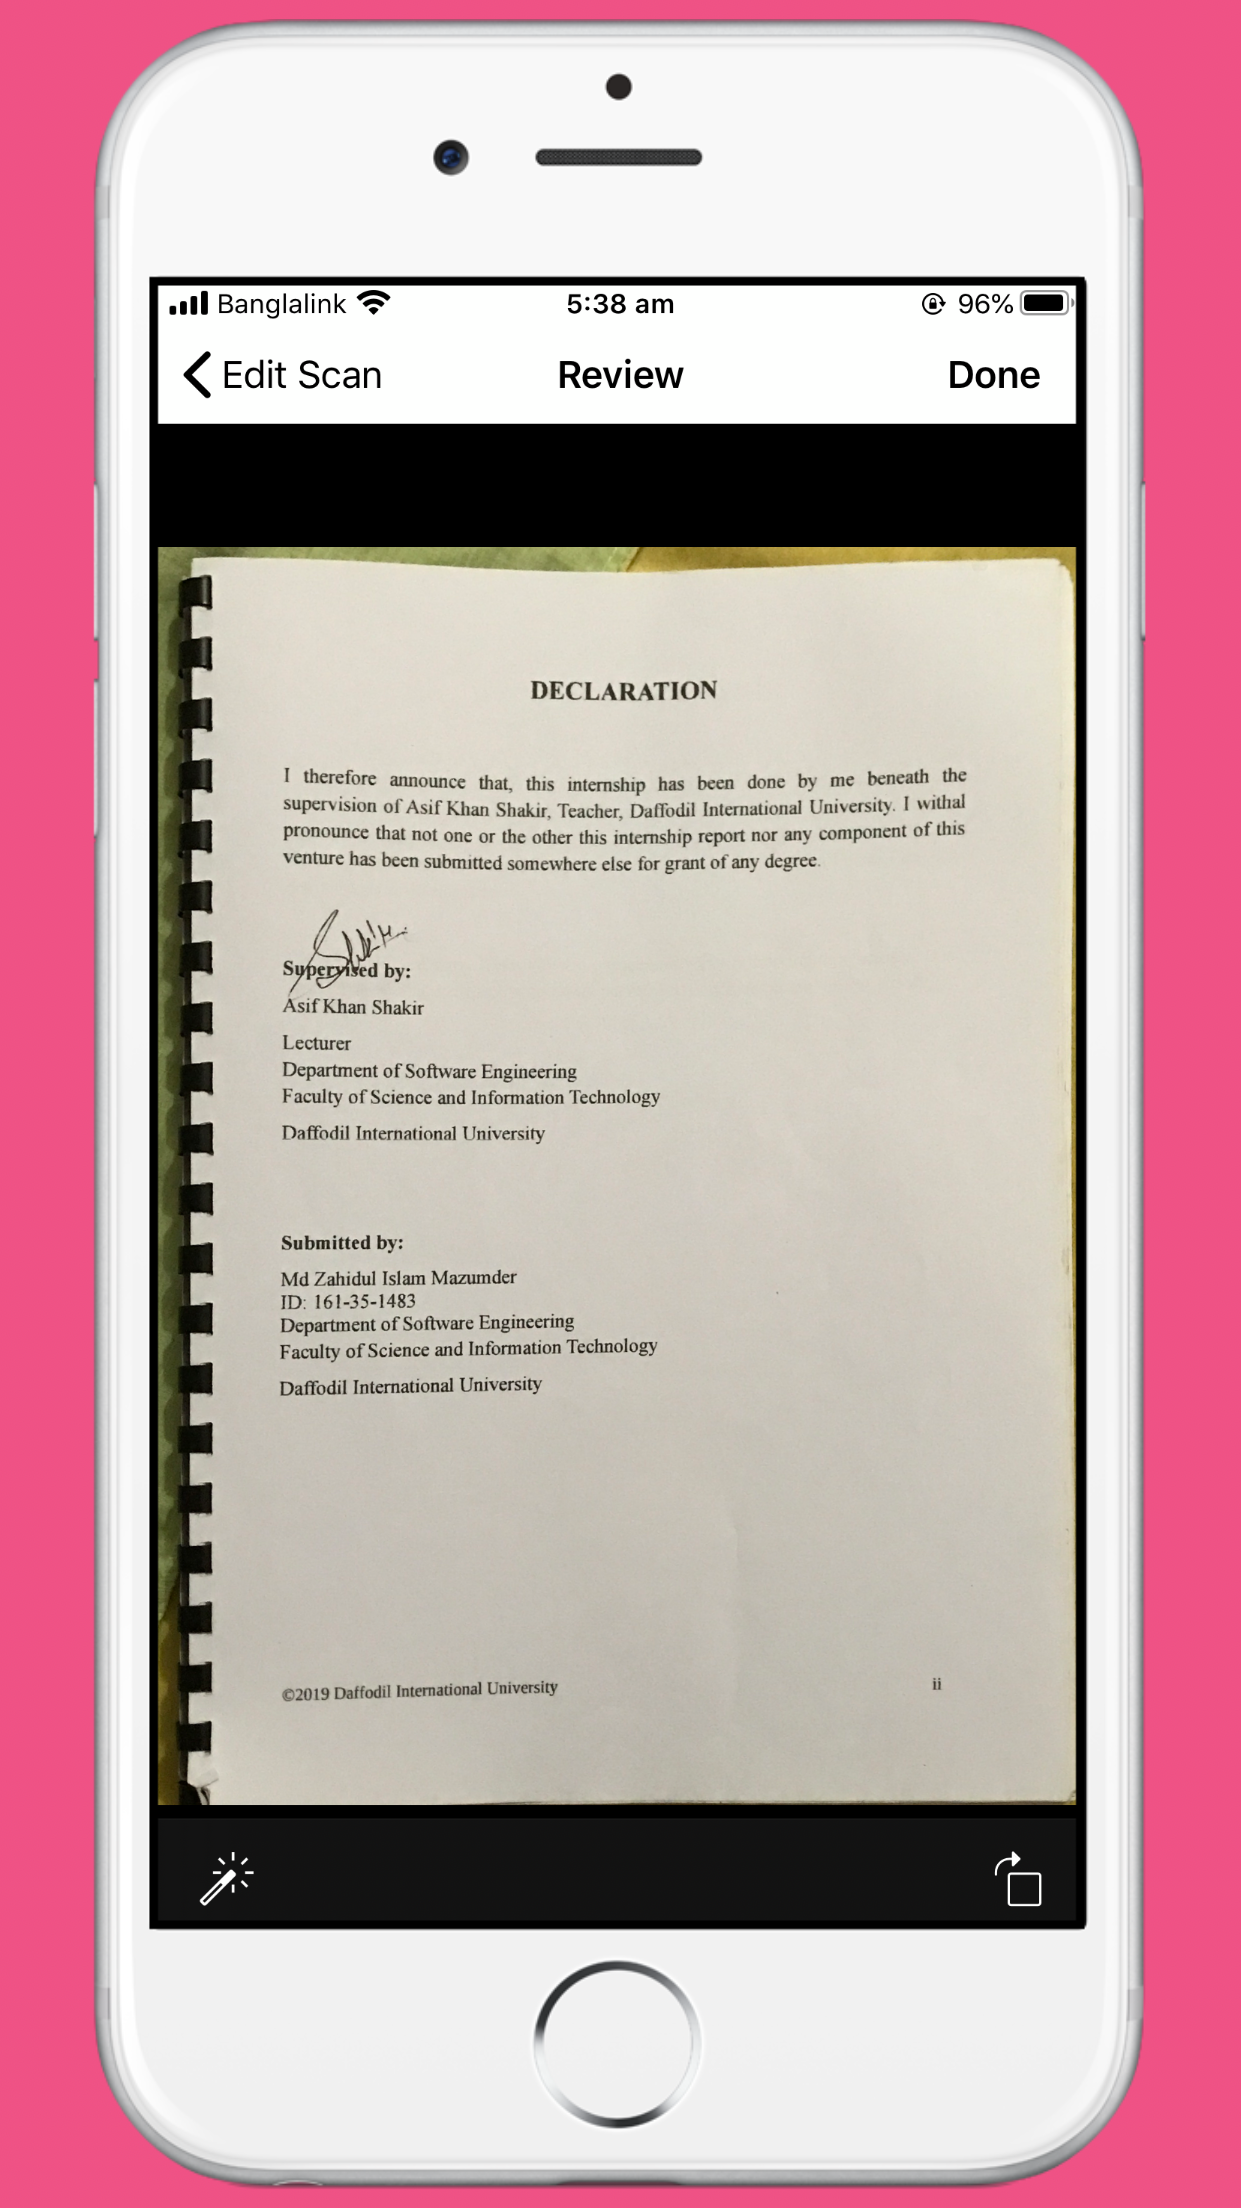 Banglalink
5:38 am
96%
Edit Scan
Review
Done
DECLARATION
I therefore announce that, this internship has been done by me beneath the
supervision of Asif Khan Shakir, Teacher, Daffodil International University. I withal
pronounce that not one or the other this internship report nor any component of this
venture has been submitted somewhere else for grant of any degree.
Shakir
Supervised by:
Asif Khan Shakir
Lecturer
Department of Software Engineering
Faculty of Science and Information Technology
Daffodil International University
Submitted by:
Md Zahidul Islam Mazumder
ID: 161-35-1483
Department of Software Engineering
Faculty of Science and Information Technology
Daffodil International University
©2019 Daffodil International University
ii